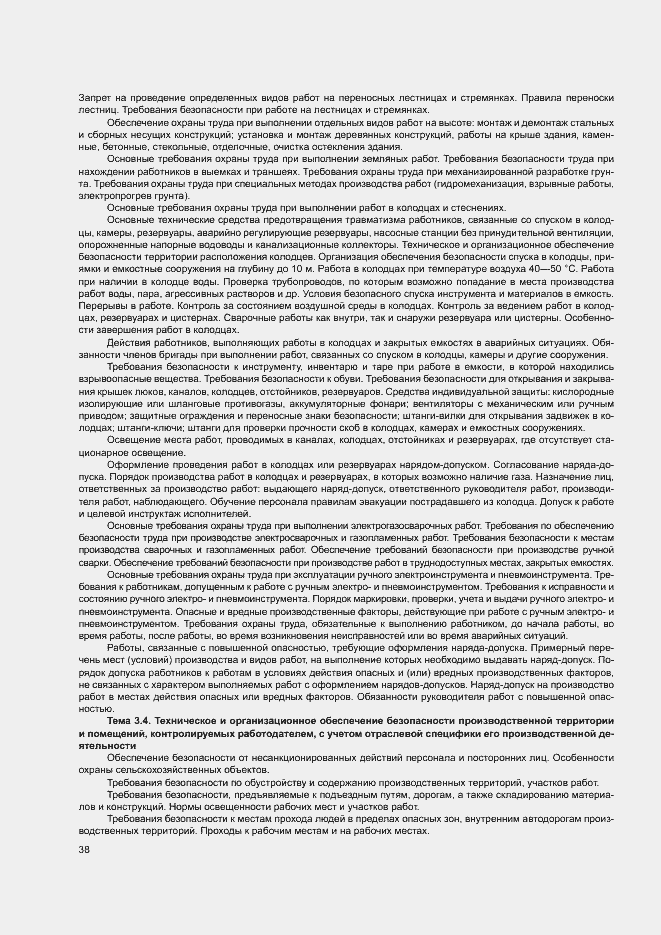 Запрет на проведение определенных видов работ на переносных лестницах и стремянках. Правила переноски
лестниц. Требования безопасности при работе на лестницах и стремянках.
Обеспечение охраны труда при выполнении отдельных видов работ на высоте: монтаж и демонтаж стальных
и сборных несущих конструкций; установка и монтаж деревянных конструкций, работы на крыше здания, камен-
ные, бетонные, стекольные, отделочные, очистка остекления здания.
Основные требования охраны труда при выполнении земляных работ. Требования безопасности труда при
нахождении работников в выемках и траншеях. Требования охраны труда при механизированной разработке грун-
та. Требования охраны труда при специальных методах производства работ (гидромеханизация, взрывные работы,
электропрогрев грунта).
Основные требования охраны труда при выполнении работ в колодцах и стеснениях.
Основные технические средства предотвращения травматизма работников, связанные со спуском в колод-
цы, камеры, резервуары, аварийно регулирующие резервуары, насосные станции без принудительной вентиляции,
опорожненные напорные водоводы и канализационные коллекторы. Техническое и организационное обеспечение
безопасности территории расположения колодцев. Организация обеспечения безопасности спуска в колодцы, при-
ямки и емкостные сооружения на глубину до 10 м. Работа в колодцах при температуре воздуха 40—-50 °С. Работа
при наличии в колодце воды. Проверка трубопроводов, по которым возможно попадание в места производства
работ воды, пара, агрессивных растворов и др. Условия безопасного спуска инструмента и материалов в емкость.
Перерывы в работе. Контроль за состоянием воздушной среды в колодцах. Контроль за ведением работ в колод-
цах, резервуарах и цистернах. Сварочные работы как внутри, так и снаружи резервуара или цистерны. Особенно-
сти завершения работ в колодцах.
Действия работников, выполняющих работы в колодцах и закрытых емкостях в аварийных ситуациях. Обя-
занности членов бригады при выполнении работ, связанных со спуском в колодцы, камеры и другие сооружения.
Требования безопасности к инструменту, инвентарю и таре при работе в емкости, в которой находились
взрывоопасные вещества. Требования безопасности к обуви. Требования безопасности для открывания и закрыва-
ния крышек люков, каналов, колодцев, отстойников, резервуаров. Средства индивидуальной защиты: кислородные
изолирующие или шланговые противогазы, аккумуляторные фонари; вентиляторы с механическим или ручным
приводом; защитные ограждения и переносные знаки безопасности; штанги-вилки для открывания задвижек в ко-
лодцах; штанги-ключи; штанги для проверки прочности скоб в колодцах, камерах и емкостных сооружениях.
Освещение места работ, проводимых в каналах, колодцах, отстойниках и резервуарах, где отсутствует ста-
ционарное освещение.
Оформление проведения работ в колодцах или резервуарах нарядом-допуском. Согласование наряда-до-
пуска. Порядок производства работ в колодцах и резервуарах, в которых возможно наличие газа. Назначение лиц,
ответственных за производство работ: выдающего наряд-допуск, ответственного руководителя работ, производи-
теля работ, наблюдающего. Обучение персонала правилам эвакуации пострадавшего из колодца. Допуск к работе
и целевой инструктаж исполнителей.
Основные требования охраны труда при выполнении электрогазосварочных работ. Требования по обеспечению
безопасности труда при производстве электросварочных и газопламенных работ. Требования безопасности к местам
производства сварочных и газопламенных работ. Обеспечение требований безопасности при производстве ручной
сварки. Обеспечение требований безопасности при производстве работ в труднодоступных местах, закрытых емкостях.
Основные требования охраны труда при эксплуатации ручного электроинструмента и пневмоинструмента. Тре-
бования к работникам, допущенным к работе с ручным электро- и пневмоинструментом. Требования к исправности и
состоянию ручного электро- и пневмоинструмента. Порядок маркировки, проверки, учета и выдачи ручного электро- и
пневмоинструмента. Опасные и вредные производственные факторы, действующие при работе с ручным электро- и
пневмоинструментом. Требования охраны труда, обязательные к выполнению работником, до начала работы, во
время работы, после работы, во время возникновения неисправностей или во время аварийных ситуаций.
Работы, связанные с повышенной опасностью, требующие оформления наряда-допуска. Примерный пере-
чень мест (условий) производства и видов работ, на выполнение которых необходимо выдавать наряд-допуск. По-
рядок допуска работников к работам в условиях действия опасных и (или) вредных производственных факторов,
не связанных с характером выполняемых работ с оформлением нарядов-допусков. Наряд-допуск на производство
работ в местах действия опасных или вредных факторов. Обязанности руководителя работ с повышенной опас-
ностью.
Тема 3.4. Техническое и организационное обеспечение безопасности производственной территории
и помещений, контролируемых работодателем, с учетом отраслевой специфики его производственной де-
ятельности
Обеспечение безопасности от несанкционированных действий персонала и посторонних лиц. Особенности
охраны сельскохозяйственных объектов.
Требования безопасности по обустройству и содержанию производственных территорий, участков работ.
Требования безопасности, предъявляемые к подъездным путям, дорогам, а также складированию материа-
лов и конструкций. Нормы освещенности рабочих мест и участков работ.
Требования безопасности к местам прохода людей в пределах опасных зон, внутренним автодорогам произ-
водственных территорий. Проходы к рабочим местам и на рабочих местах.
38